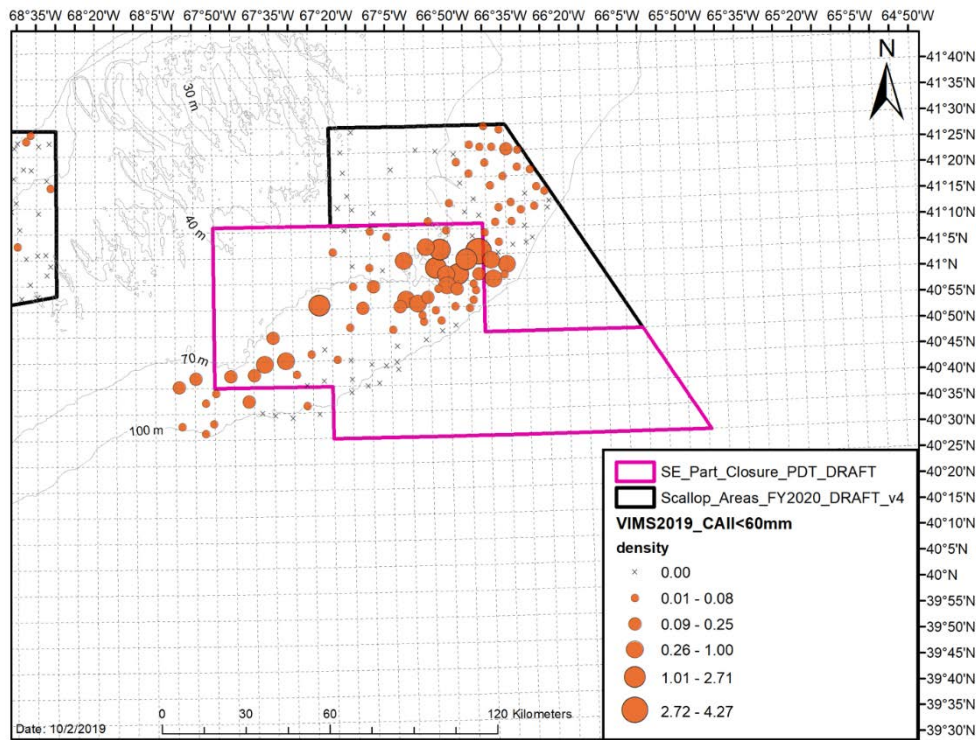 68°35'W 68°20'W 67°50'W 67°35'W 67°20'W 67°5'W 66°50'W 66°35'W 66°20'W 66°5'W 65°50'W 65°35'W 65°20'W 65°5'W 64°50'W
N
41°40'N
41°35'N
30 m
41°30'N
41°25'N
41°20'N
41°15'N
41°10'N
40 m
41°5'N
41°0'N
40°55'N
40°50'N
40°45'N
70 m
40°40'N
40°35'N
100 m
40°30'N
40°25'N
40°20'N
SE_Part_Closure_PDT_DRAFT
40°15'N
Scallop_Areas_FY2020_DRAFT_v4
40°10'N
VIMS2019_CAII<60mm
40°5'N
density
0.00
40°0'N
0.01 - 0.08
39°55'N
0.09 - 0.25
39°50'N
0.26 - 1.00
39°45'N
1.01 - 2.71
39°40'N
2.72 - 4.27
39°35'N
39°30'N
Date: 10/2/2019
0 30 60 120 Kilometers